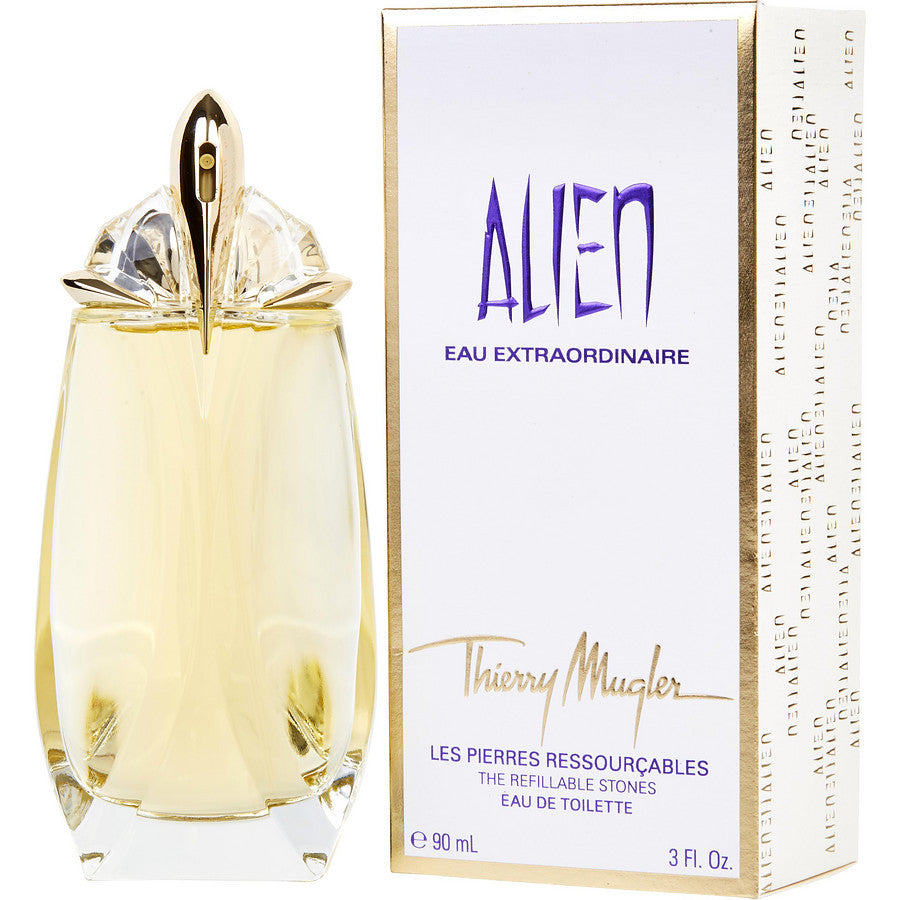 ALIEN
EAU EXTRAORDINAIRE
Thierry Mugler
LES PIERRES RESSOURÇABLES
THE REFILLABLE STONES
EAU DE TOILETTE
℮ 90 mL
3 Fl. Oz.